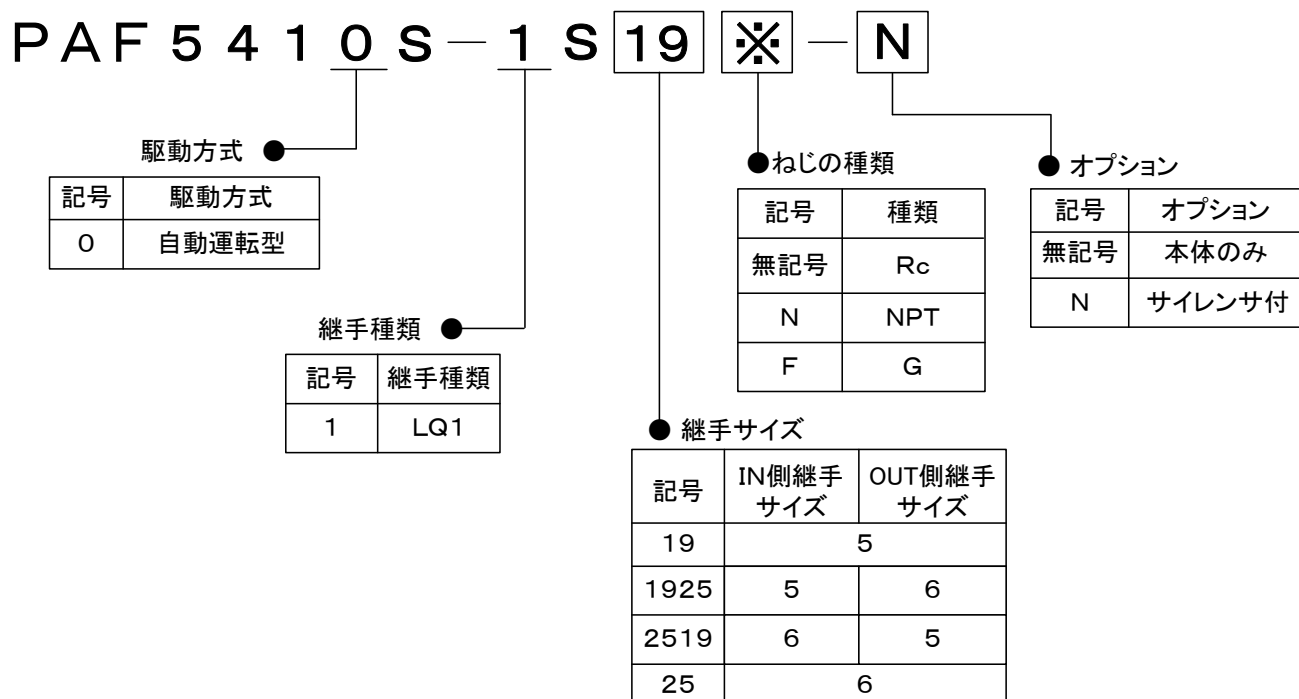 PAF5410S－1S19※－N
駆動方式
記号 駆動方式
0 自動運転型
継手種類
記号 継手種類
1 LQ1
ねじの種類
記号 種類
無記号 Rc
N NPT
F G
オプション
記号 オプション
無記号 本体のみ
N サイレンサ付
継手サイズ
記号 IN側継手サイズ OUT側継手サイズ
19 5
1925 5 6
2519 6 5
25 6